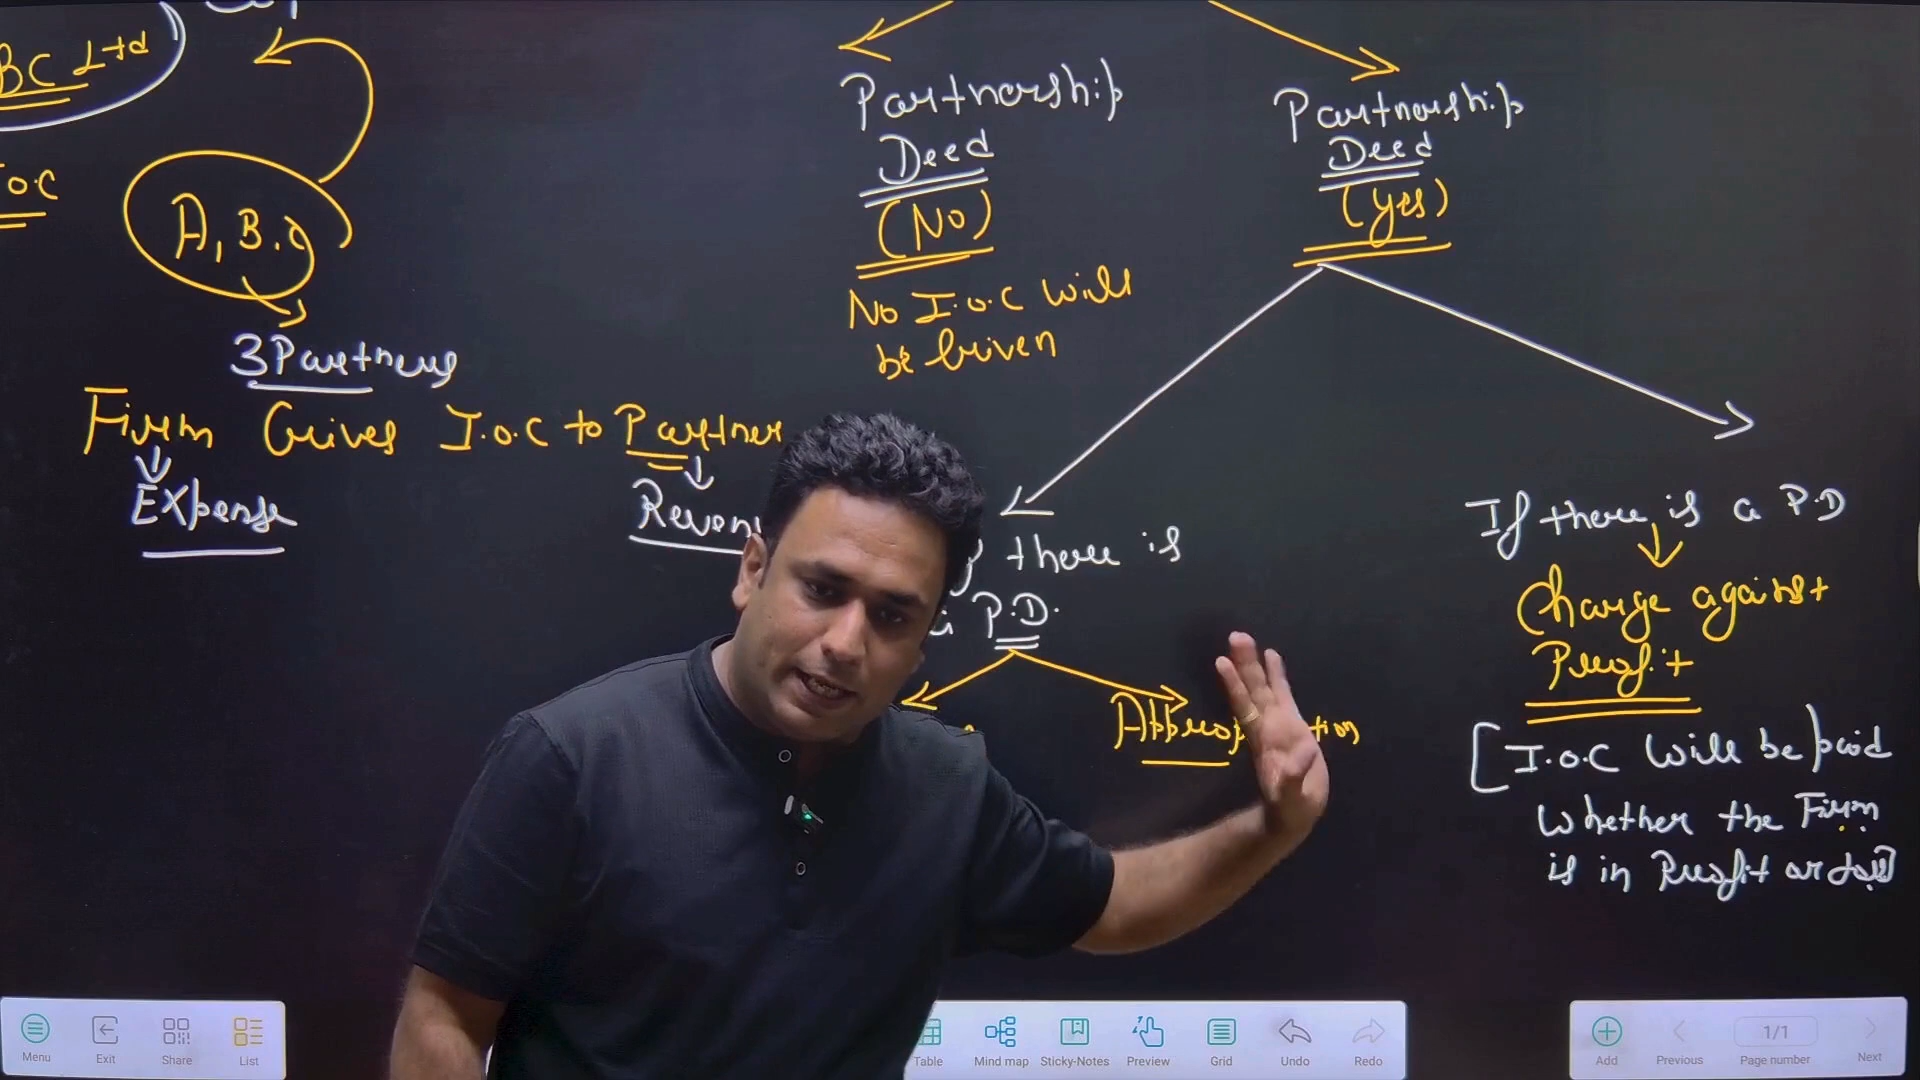 BC Ltd
I.O.C
A, B, C
3 Partners
Firm Gives I.O.C to Partner
Expense
Partnership
Deed
(No)
No I.O.C will
be Given
Partnership
Deed
(Yes)
there is
P.D.
If there is a P.D
Charge against
Profit
[I.O.C will be paid
whether the Firm
is in Profit or Loss]
Menu
Exit
Share
List
Table
Mind map
Sticky-Notes
Preview
Grid
Undo
Redo
Add
Previous
1/1
Page number
Next